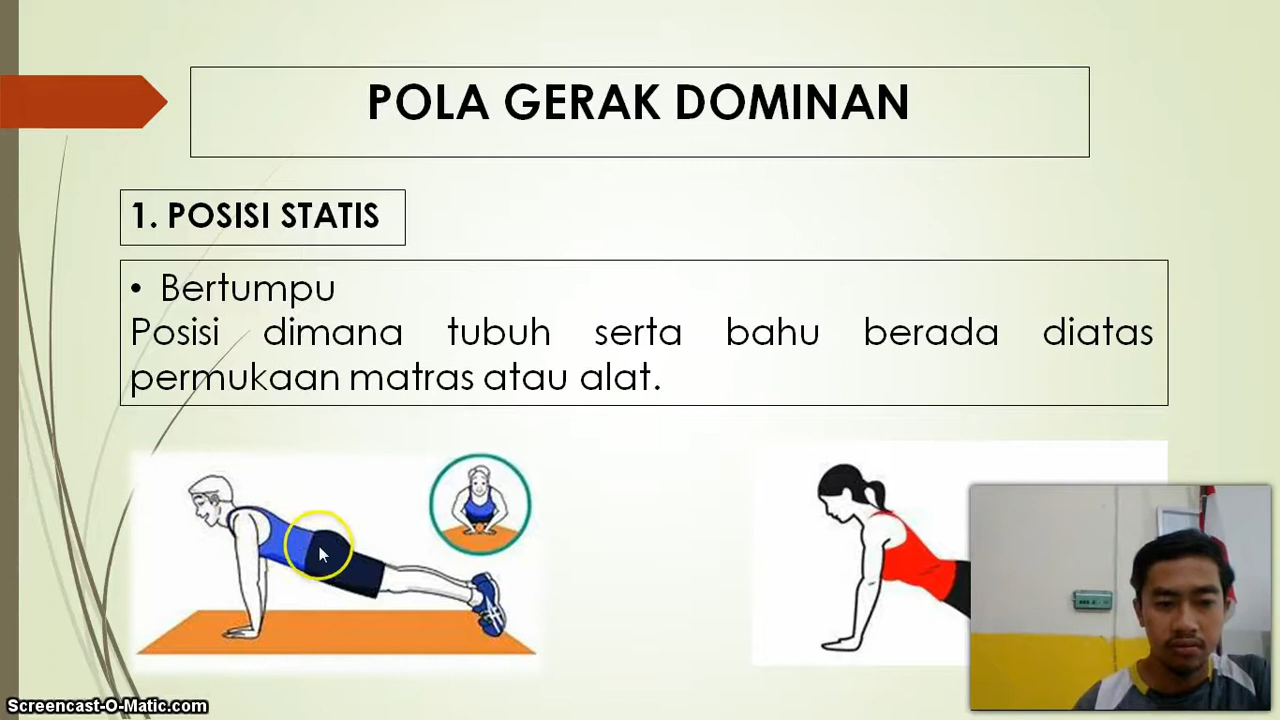 POLA GERAK DOMINAN
1. POSISI STATIS
• Bertumpu
Posisi dimana tubuh serta bahu berada diatas
permukaan matras atau alat.
Screencast-O-Matic.com